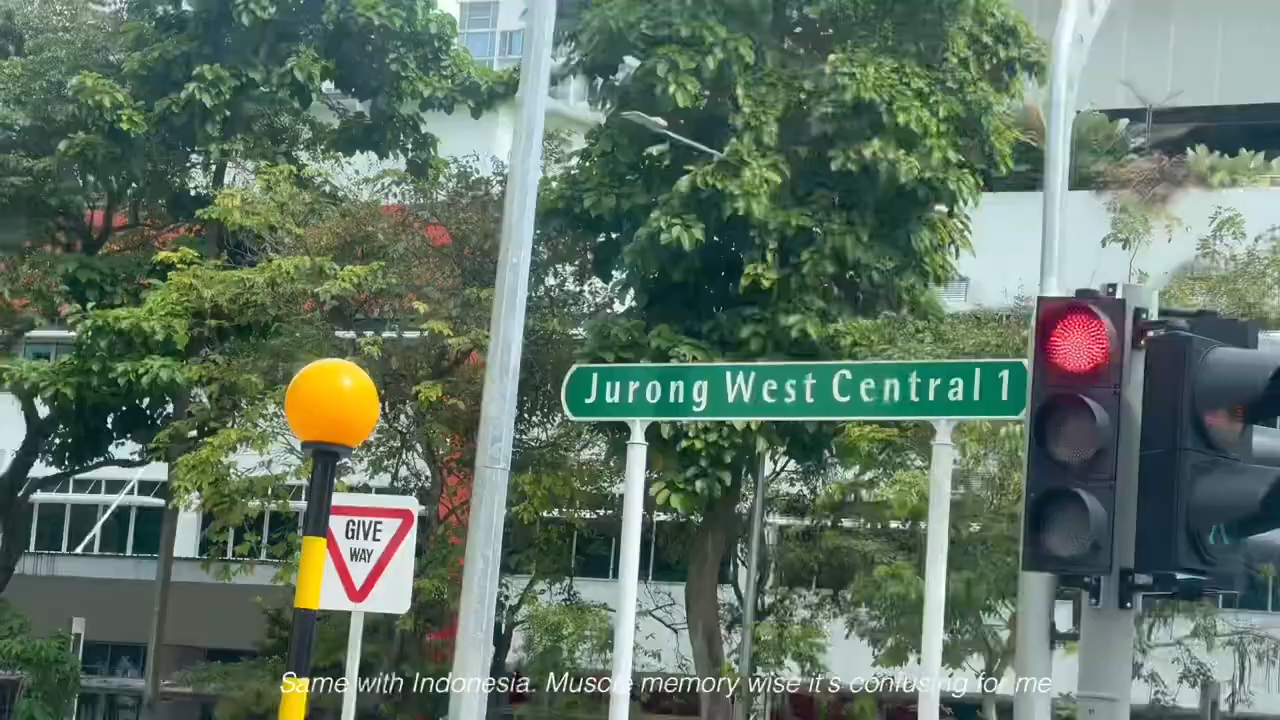 Jurong West Central 1
GIVE
WAY
Same with Indonesia. Muscle memory wise it's confusing for me